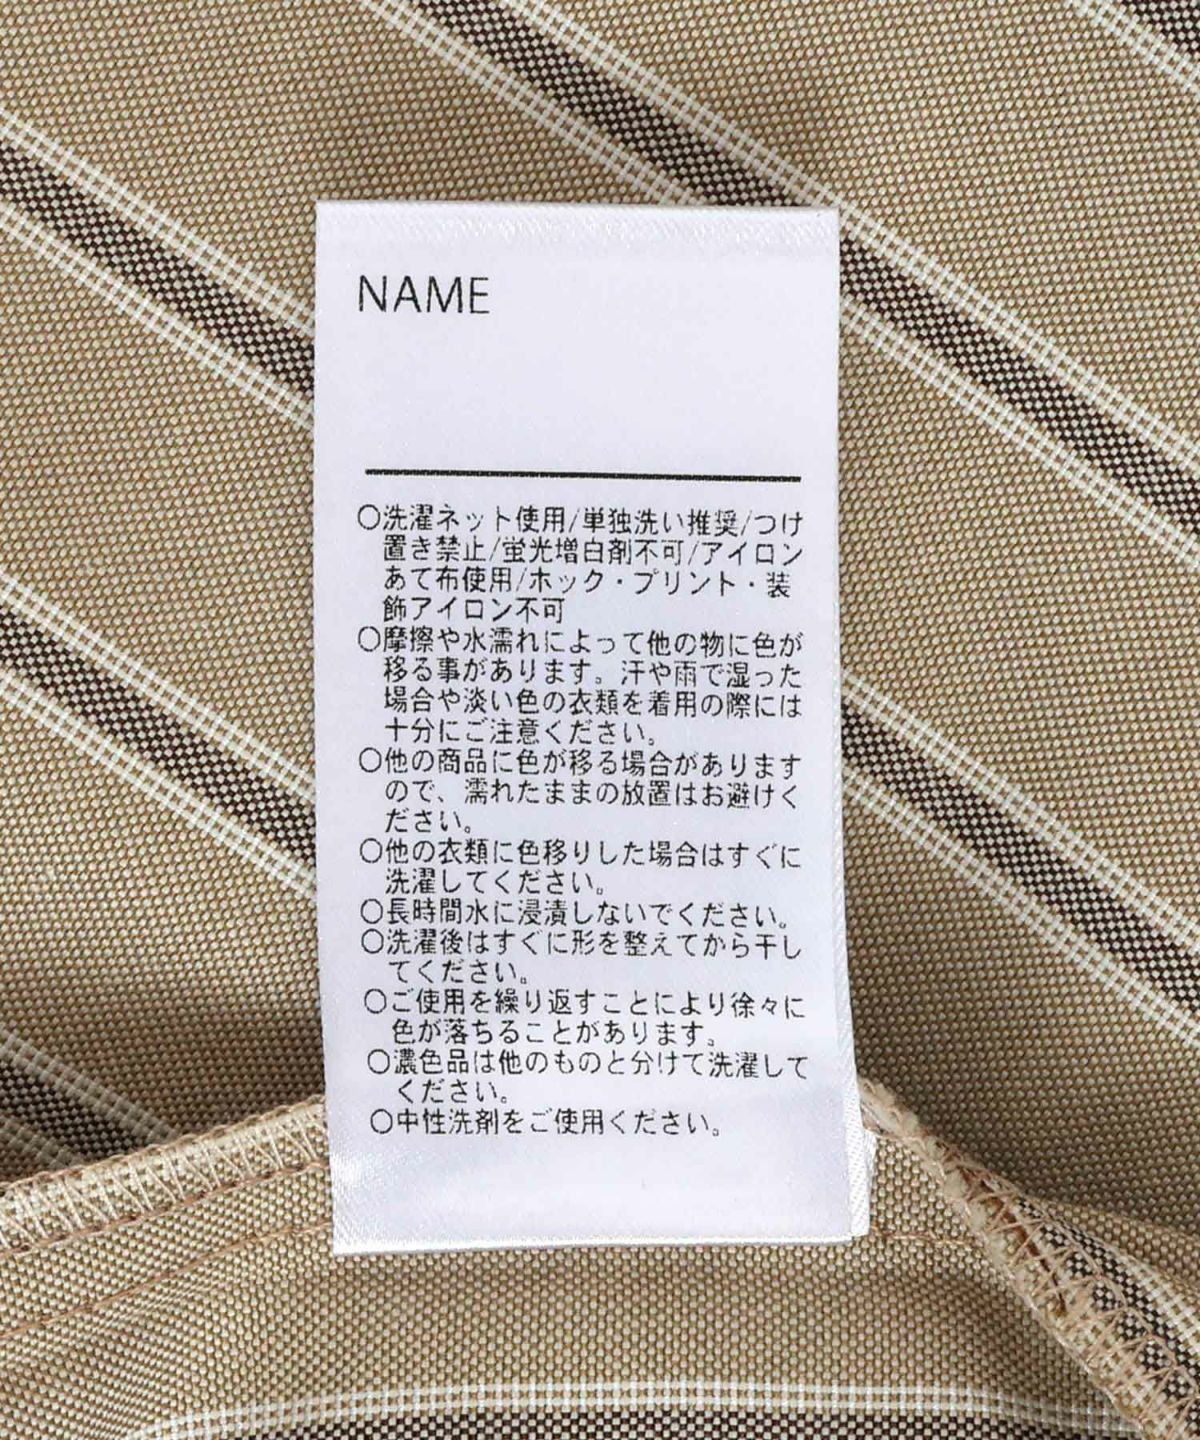 NAME
○洗濯ネット使用/単独洗い推奨/つけ
置き禁止/蛍光増白剤不可/アイロン
あて布使用/ホック・プリント・装
飾アイロン不可
○摩擦や水濡れによって他の物に色が
移る事があります。汗や雨で湿った
場合や淡い色の衣類を着用の際には
十分にご注意ください。
○他の商品に色が移る場合があります
ので、濡れたままの放置はお避けく
ださい。
○他の衣類に色移りした場合はすぐに
洗濯してください。
○長時間水に浸漬しないでください。
○洗濯後はすぐに形を整えてから干し
てください。
○ご使用を繰り返すことにより徐々に
色が落ちることがあります。
○濃色品は他のものと分けて洗濯して
ください。
○中性洗剤をご使用ください。